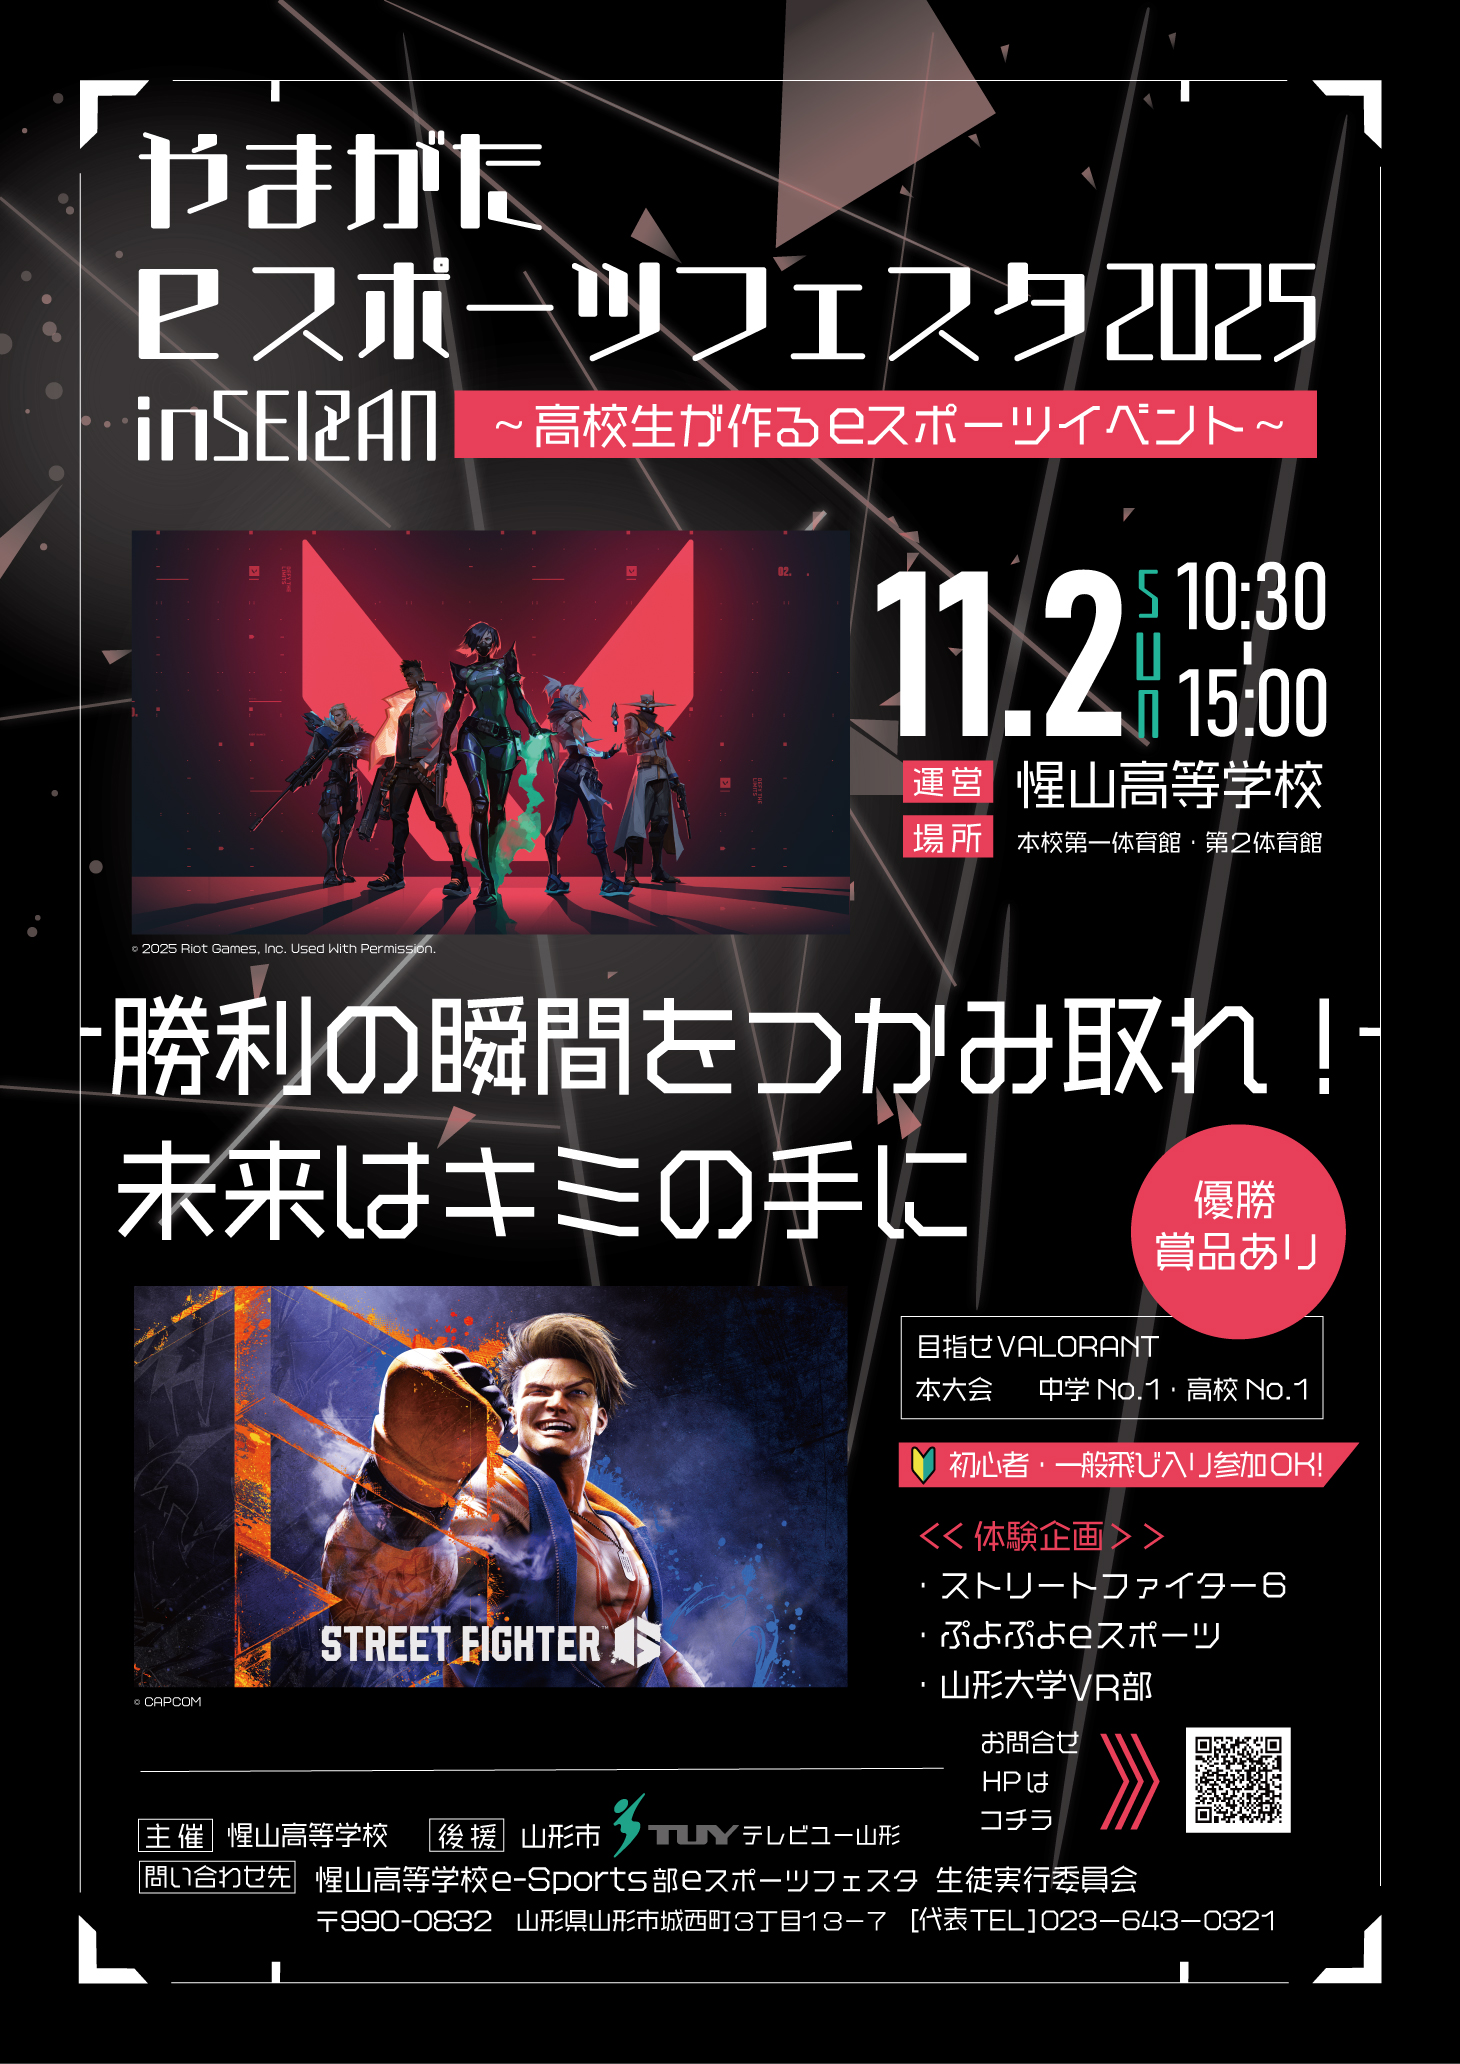 やまがた
eスポーツフェスタ2025
inSEIZAN
~高校生が作るeスポーツイベント~
11.2 SUN 10:30
15:00
運営 惺山高等学校
場所 本校第一体育館・第2体育館
© 2025 Riot Games, Inc. Used With Permission.
勝利の瞬間をつかみ取れ!
未来はキミの手に
優勝
賞品あり
STREET FIGHTER 6
© CAPCOM
目指せVALORANT
本大会 中学 No.1・高校 No.1
初心者・一般飛び入り参加OK!
<<体験企画>>
・ストリートファイター6
・ぷよぷよeスポーツ
・山形大学VR部
お問合せ
HPは
コチラ
主催 惺山高等学校 後援 山形市 TUY テレビユー山形
問い合わせ先 惺山高等学校e-Sports部eスポーツフェスタ 生徒実行委員会
〒990-0832 山形県山形市城西町3丁目13-7 [代表TEL]023-643-0321